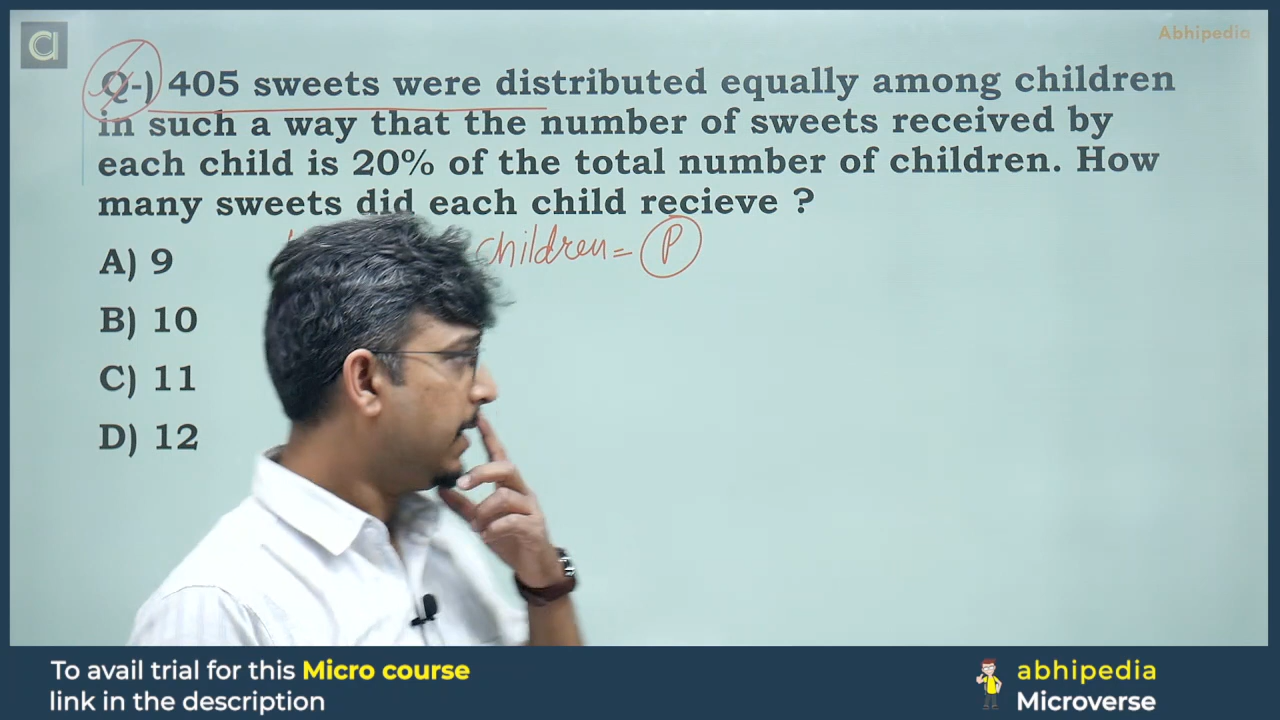 Abhipedia
Q-) 405 sweets were distributed equally among children
in such a way that the number of sweets received by
each child is 20% of the total number of children. How
many sweets did each child recieve ?
children = P
A) 9
B) 10
C) 11
D) 12
To avail trial for this Micro course
link in the description
abhipedia
Microverse